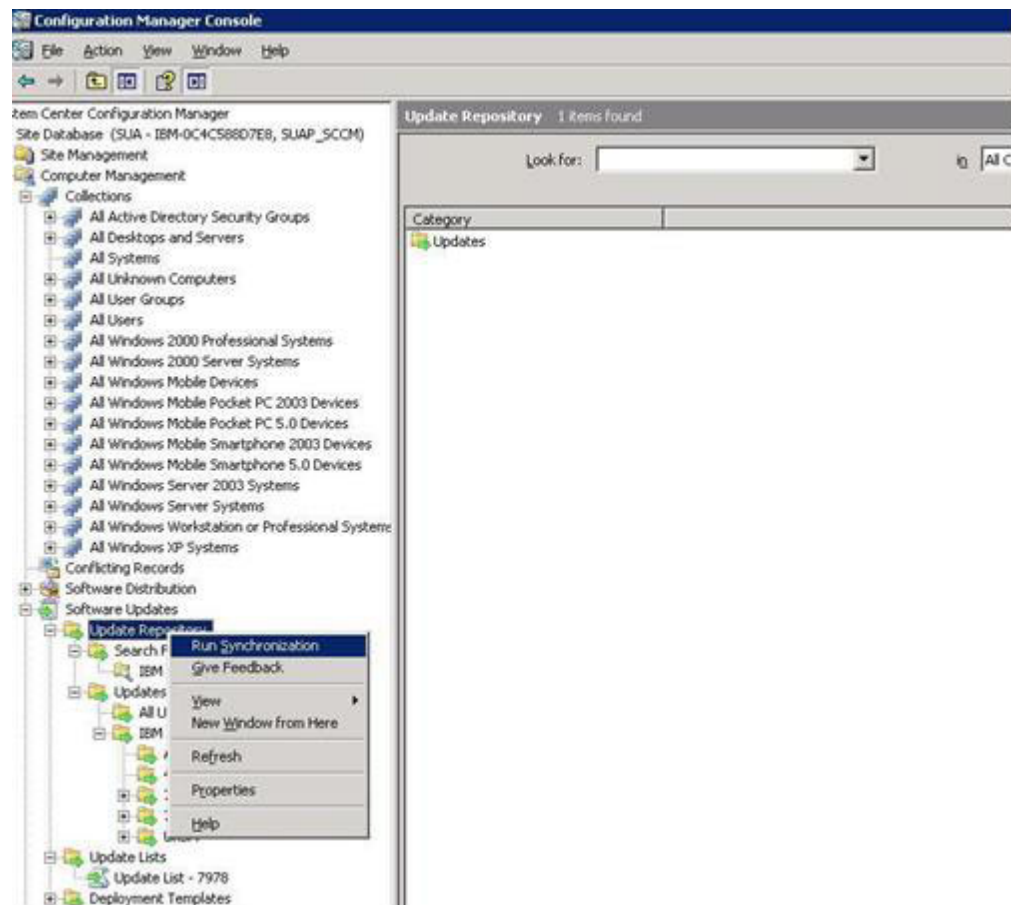 Configuration Manager Console
File Action View Window Help
tem Center Configuration Manager
Site Database (SUA - IBM-0C4C588D7E8, SUAP_SCCM)
Site Management
Computer Management
Collections
All Active Directory Security Groups
All Desktops and Servers
All Systems
All Unknown Computers
All User Groups
All Users
All Windows 2000 Professional Systems
All Windows 2000 Server Systems
All Windows Mobile Devices
All Windows Mobile Pocket PC 2003 Devices
All Windows Mobile Pocket PC 5.0 Devices
All Windows Mobile Smartphone 2003 Devices
All Windows Mobile Smartphone 5.0 Devices
All Windows Server 2003 Systems
All Windows Server Systems
All Windows Workstation or Professional Systems
All Windows XP Systems
Conflicting Records
Software Distribution
Software Updates
Update Repository
Search F
IBM
Updates
All U
IBM
Update Lists
Update List - 7978
Deployment Templates
Run Synchronization
Give Feedback
View
New Window from Here
Refresh
Properties
Help
Update Repository 1 items found
Look for:
in All C
Category
Updates